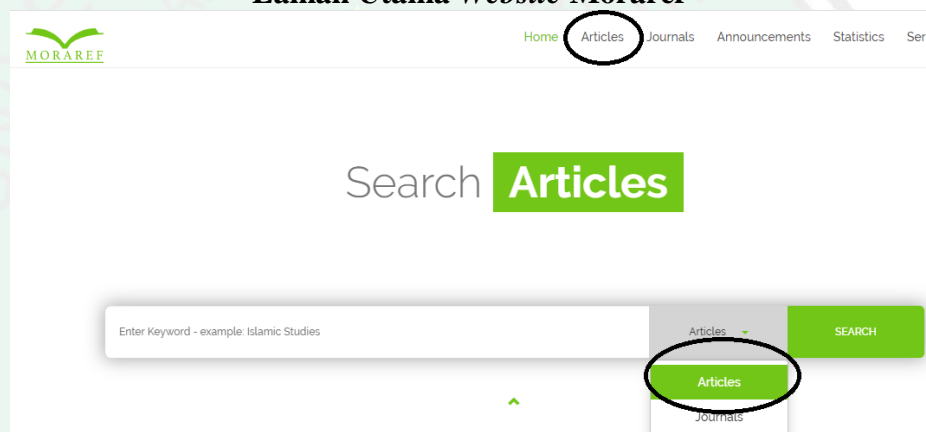 Laman Utama Website Moraref
MORAREF
Home Articles Journals Announcements Statistics Ser
Search Articles
Enter Keyword - example: Islamic Studies
Articles
SEARCH
Articles
Journals